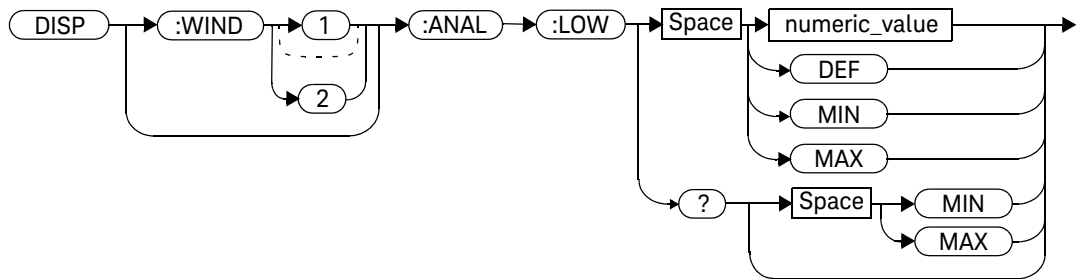 DISP :WIND 1 :ANAL :LOW Space numeric_value
DEF
2
MIN
MAX
? Space MIN
MAX